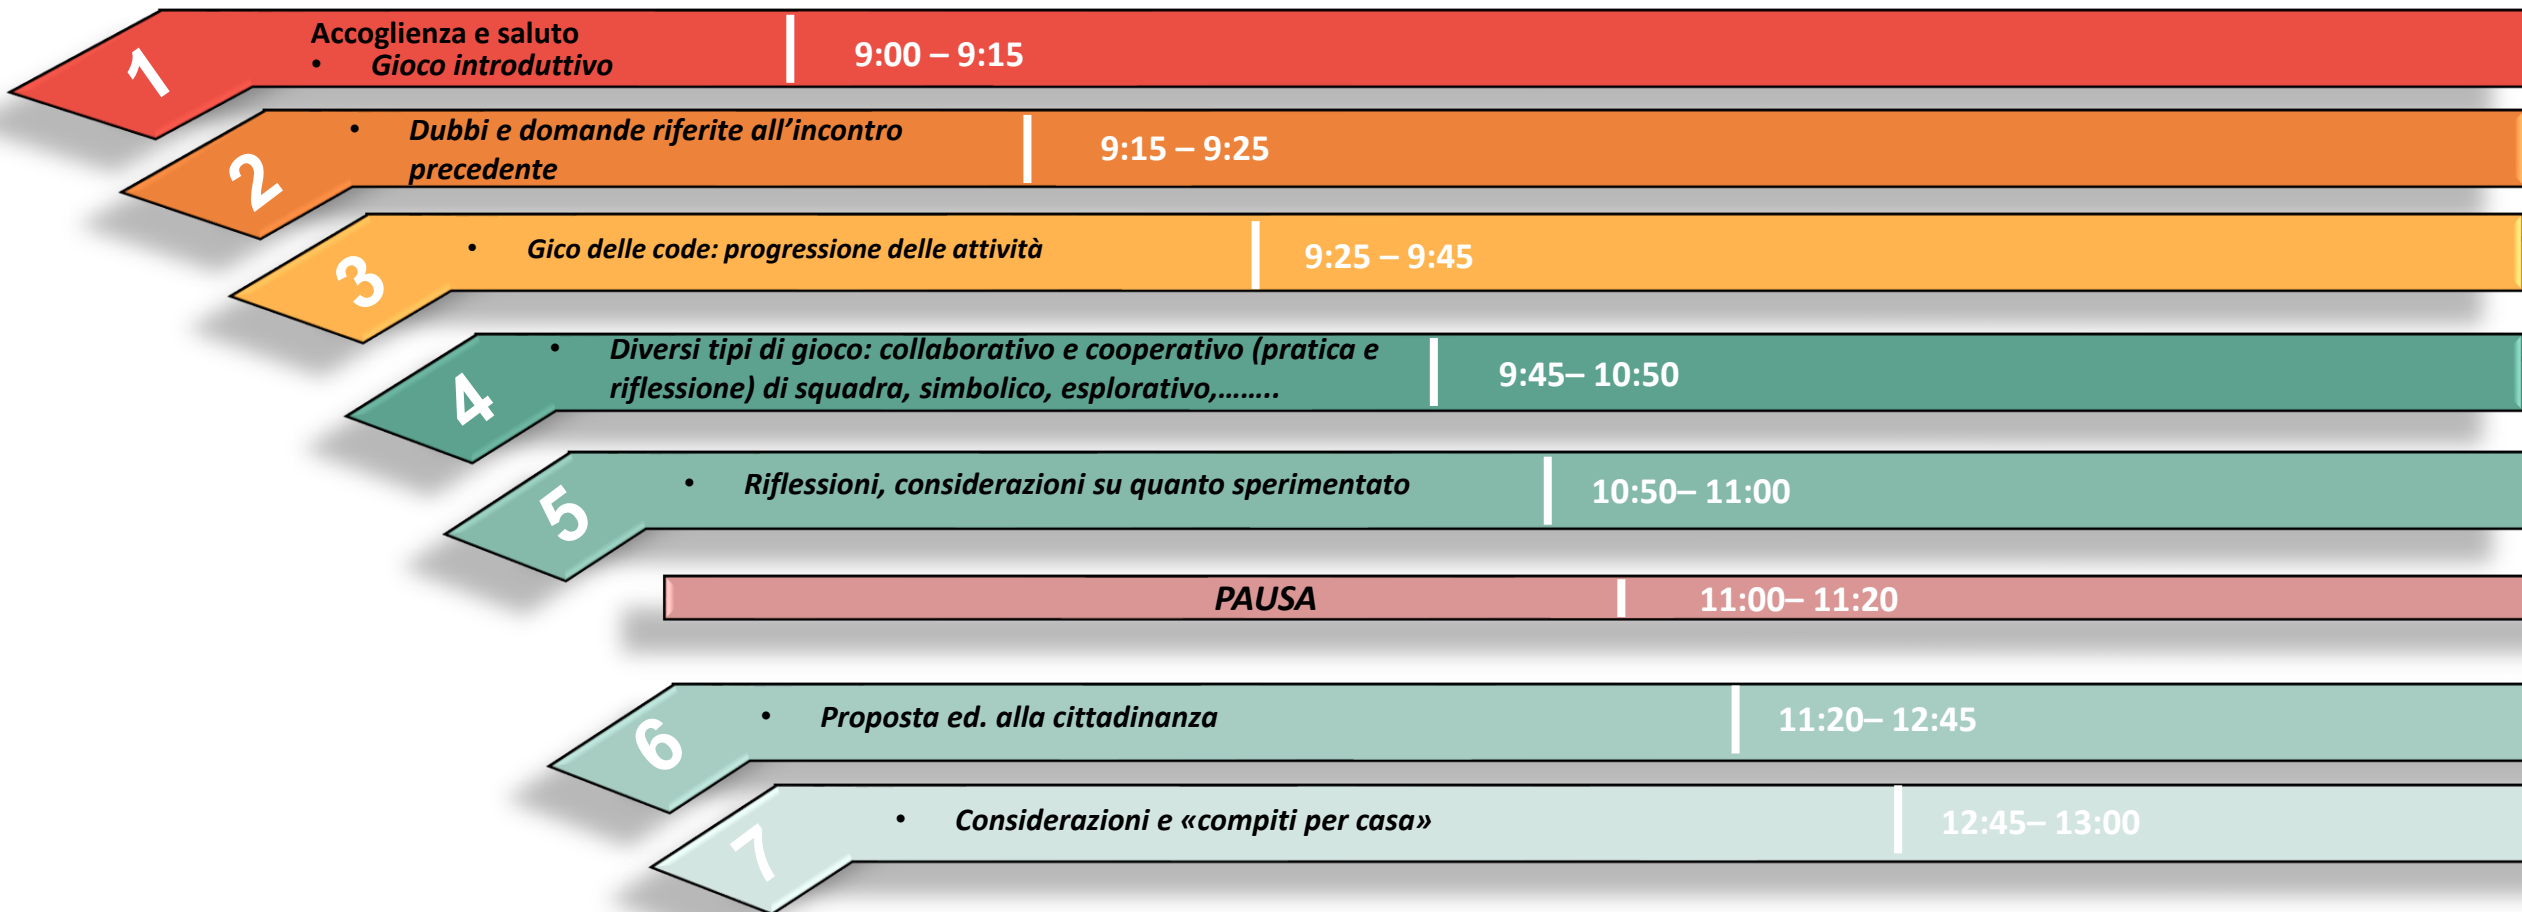 1
Accoglienza e saluto
• Gioco introduttivo
9:00 – 9:15
2
• Dubbi e domande riferite all’incontro
precedente
9:15 – 9:25
3
• Gico delle code: progressione delle attività
9:25 – 9:45
4
• Diversi tipi di gioco: collaborativo e cooperativo (pratica e
riflessione) di squadra, simbolico, esplorativo,……..
9:45– 10:50
5
• Riflessioni, considerazioni su quanto sperimentato
10:50– 11:00
PAUSA
11:00– 11:20
6
• Proposta ed. alla cittadinanza
11:20– 12:45
7
• Considerazioni e «compiti per casa»
12:45– 13:00